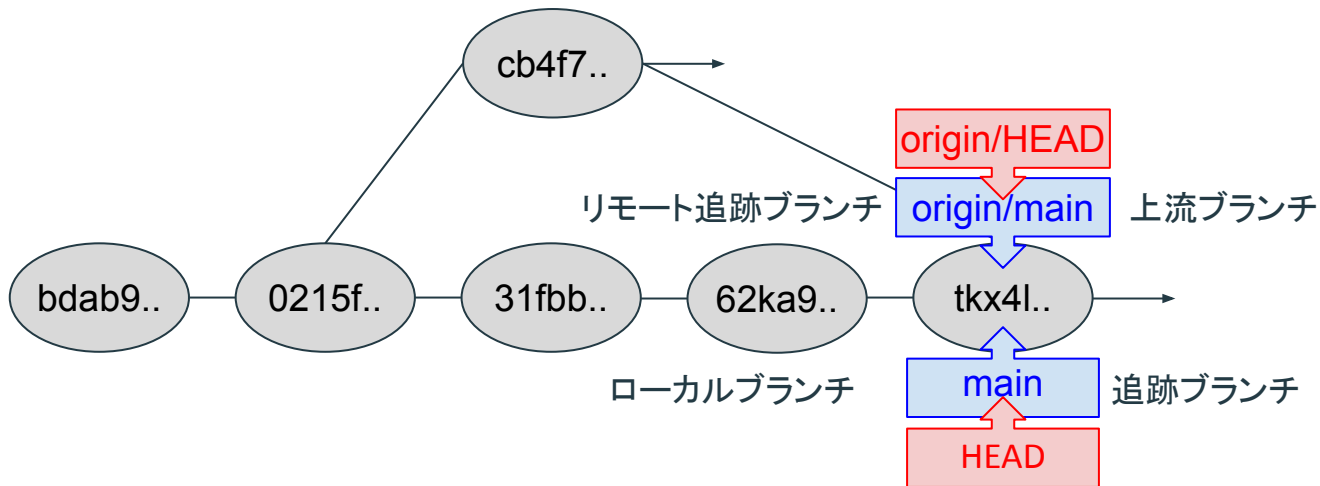 cb4f7..
origin/HEAD
リモート追跡ブランチ
origin/main
上流ブランチ
bdab9..
0215f..
31fbb..
62ka9..
tkx4l..
ローカルブランチ
main
追跡ブランチ
HEAD